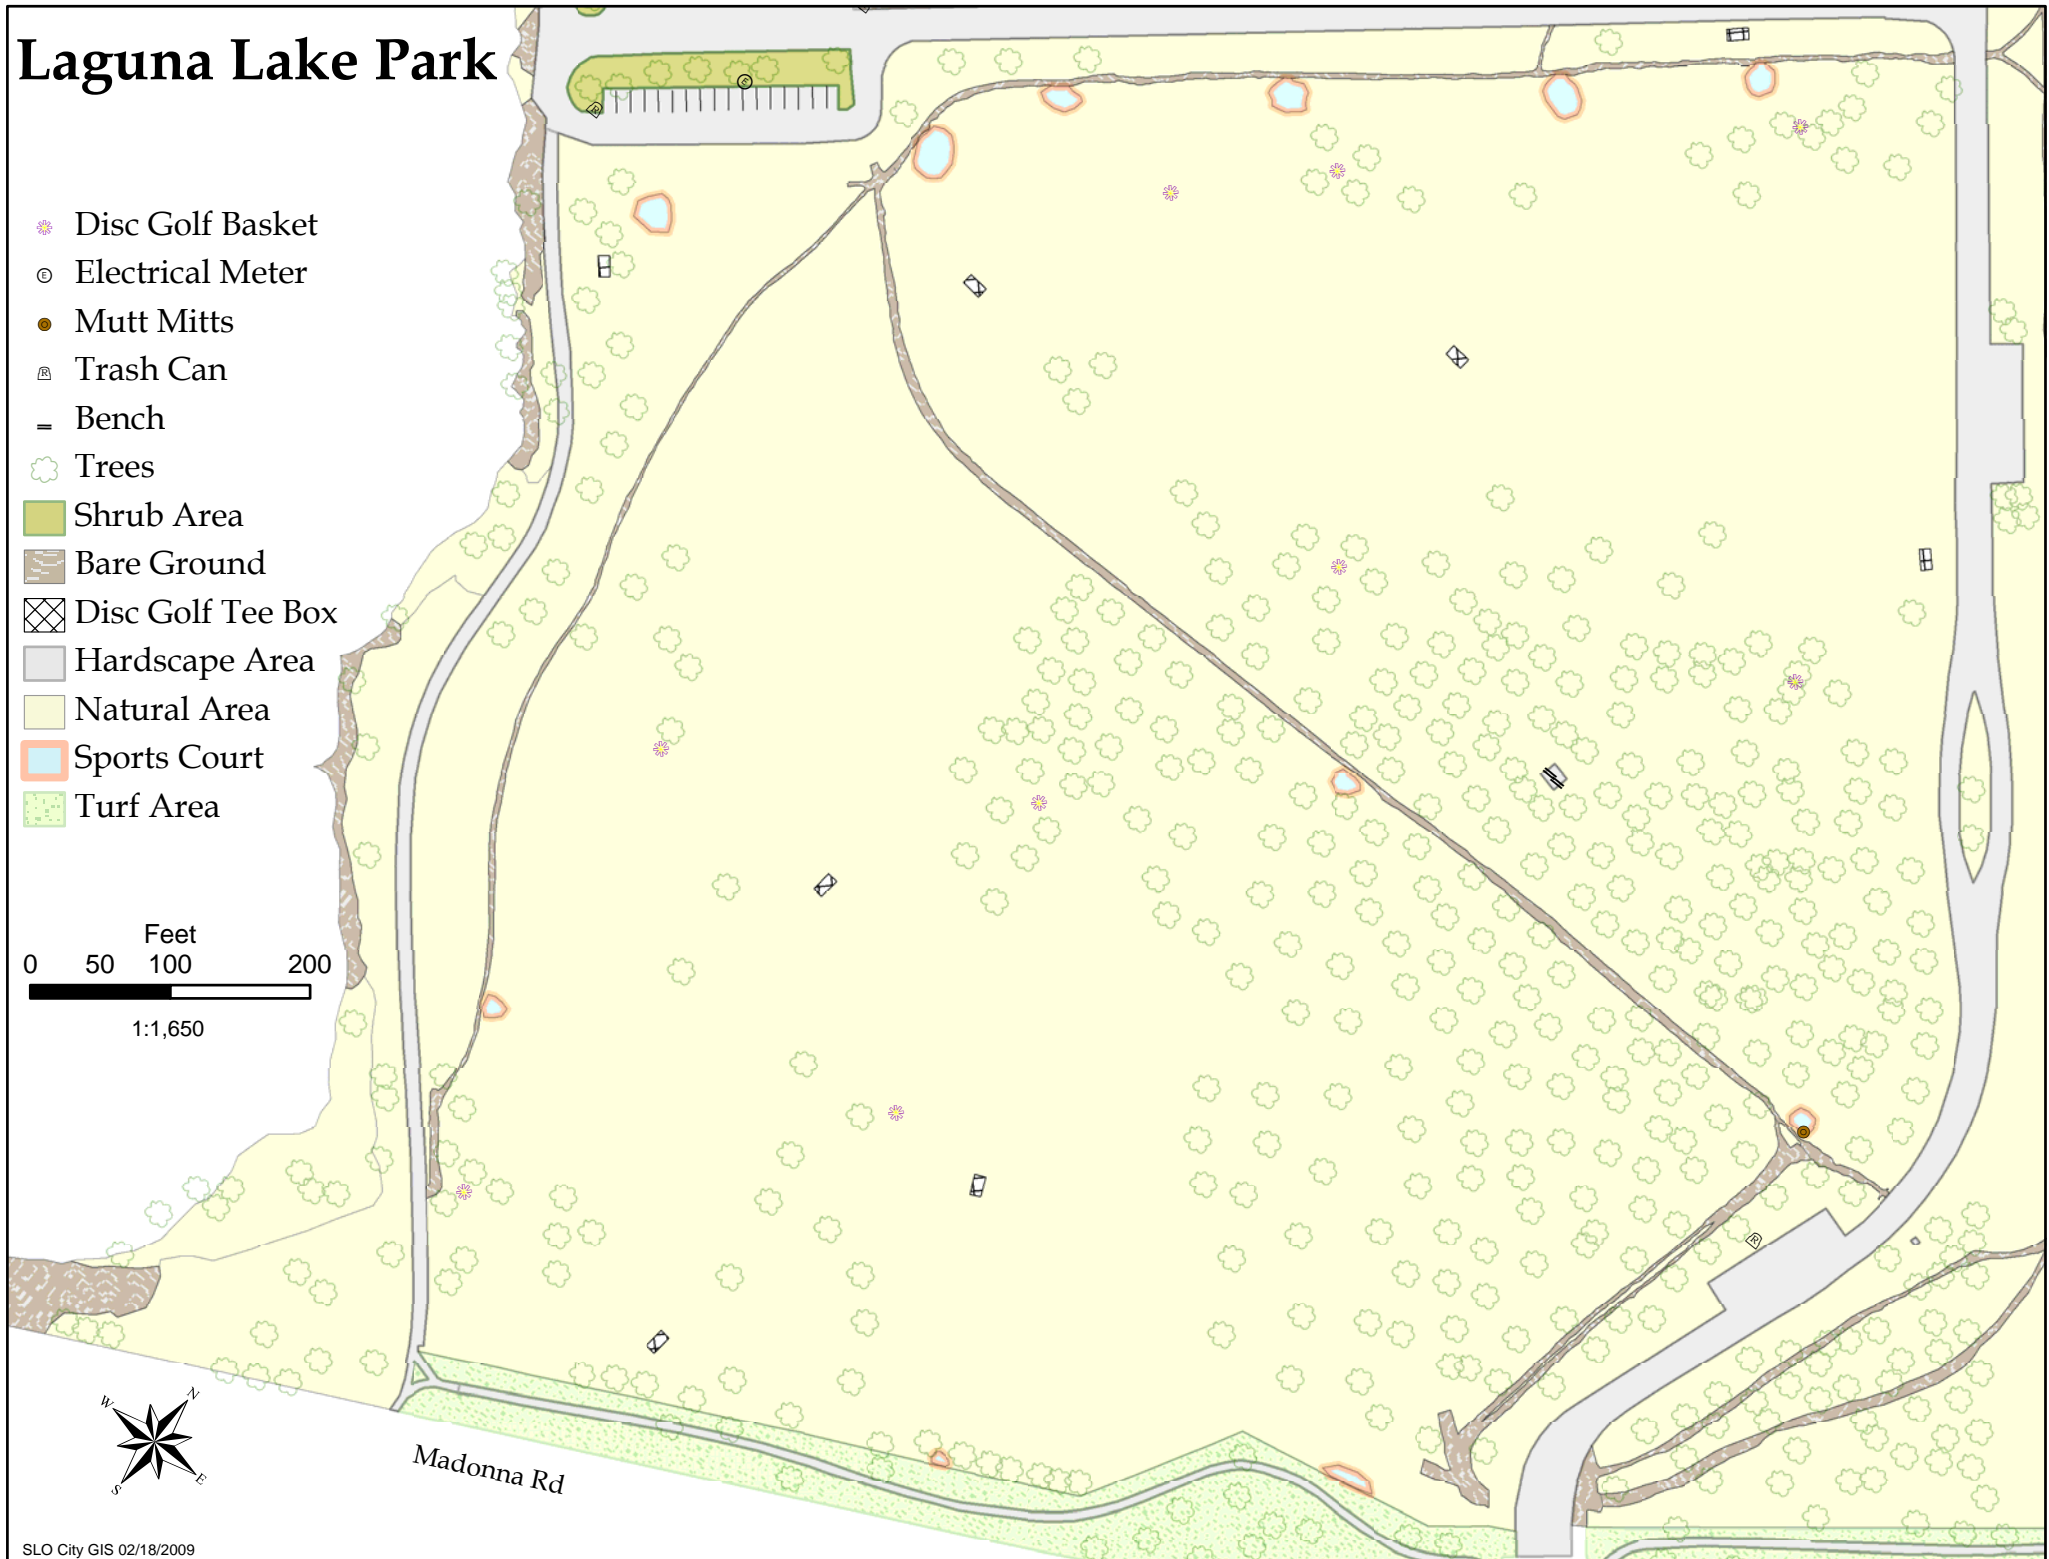 Laguna Lake Park
Disc Golf Basket
E Electrical Meter
Mutt Mitts
R Trash Can
Bench
Trees
Shrub Area
Bare Ground
Disc Golf Tee Box
Hardscape Area
Natural Area
Sports Court
Turf Area
Feet
0 50 100 200
1:1,650
N
W
E
S
Madonna Rd
SLO City GIS 02/18/2009
E
R
R